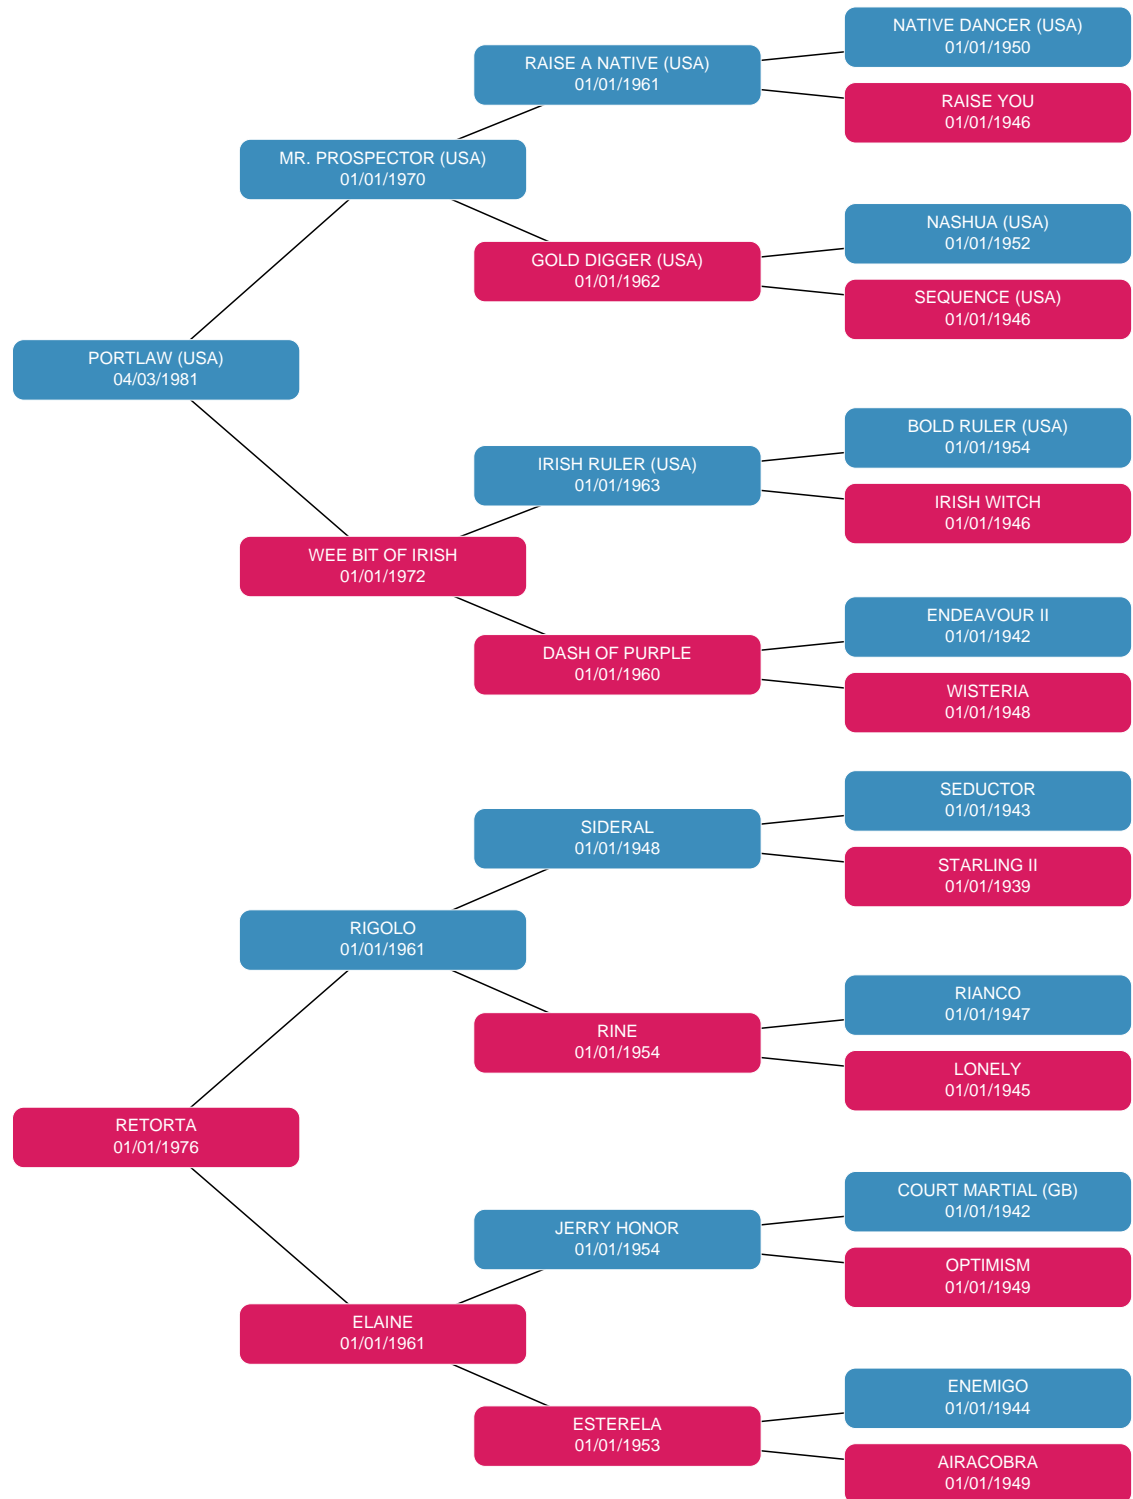 NATIVE DANCER (USA)
01/01/1950
RAISE A NATIVE (USA)
01/01/1961
RAISE YOU
01/01/1946
MR. PROSPECTOR (USA)
01/01/1970
NASHUA (USA)
01/01/1952
GOLD DIGGER (USA)
01/01/1962
SEQUENCE (USA)
01/01/1946
PORTLAW (USA)
04/03/1981
BOLD RULER (USA)
01/01/1954
IRISH RULER (USA)
01/01/1963
IRISH WITCH
01/01/1946
WEE BIT OF IRISH
01/01/1972
ENDEAVOUR II
01/01/1942
DASH OF PURPLE
01/01/1960
WISTERIA
01/01/1948
SEDUCTOR
01/01/1943
SIDERAL
01/01/1948
STARLING II
01/01/1939
RIGOLO
01/01/1961
RIANCO
01/01/1947
RINE
01/01/1954
LONELY
01/01/1945
RETORTA
01/01/1976
COURT MARTIAL (GB)
01/01/1942
JERRY HONOR
01/01/1954
OPTIMISM
01/01/1949
ELAINE
01/01/1961
ENEMIGO
01/01/1944
ESTERELA
01/01/1953
AIRACOBRA
01/01/1949